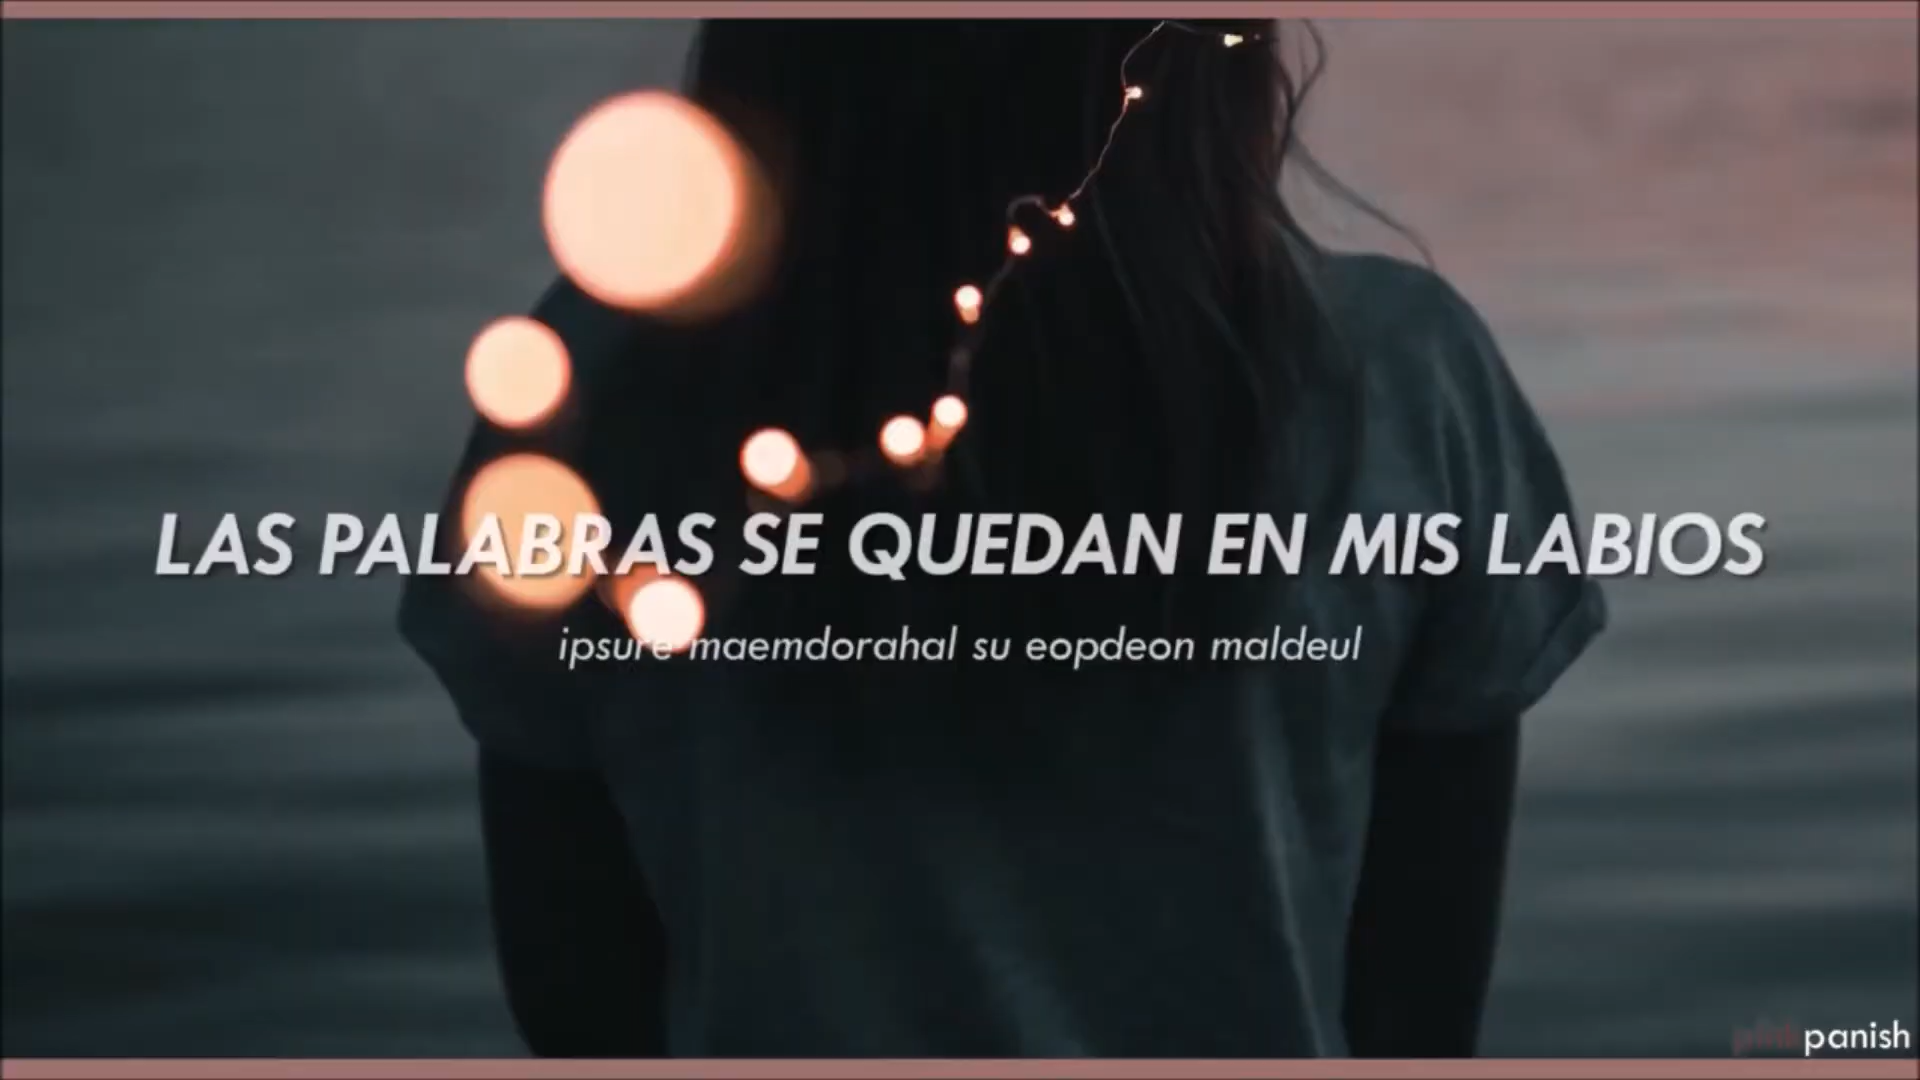 LAS PALABRAS SE QUEDAN EN MIS LABIOS
ipsure maemdorahal su eopdeon maldeul
panish